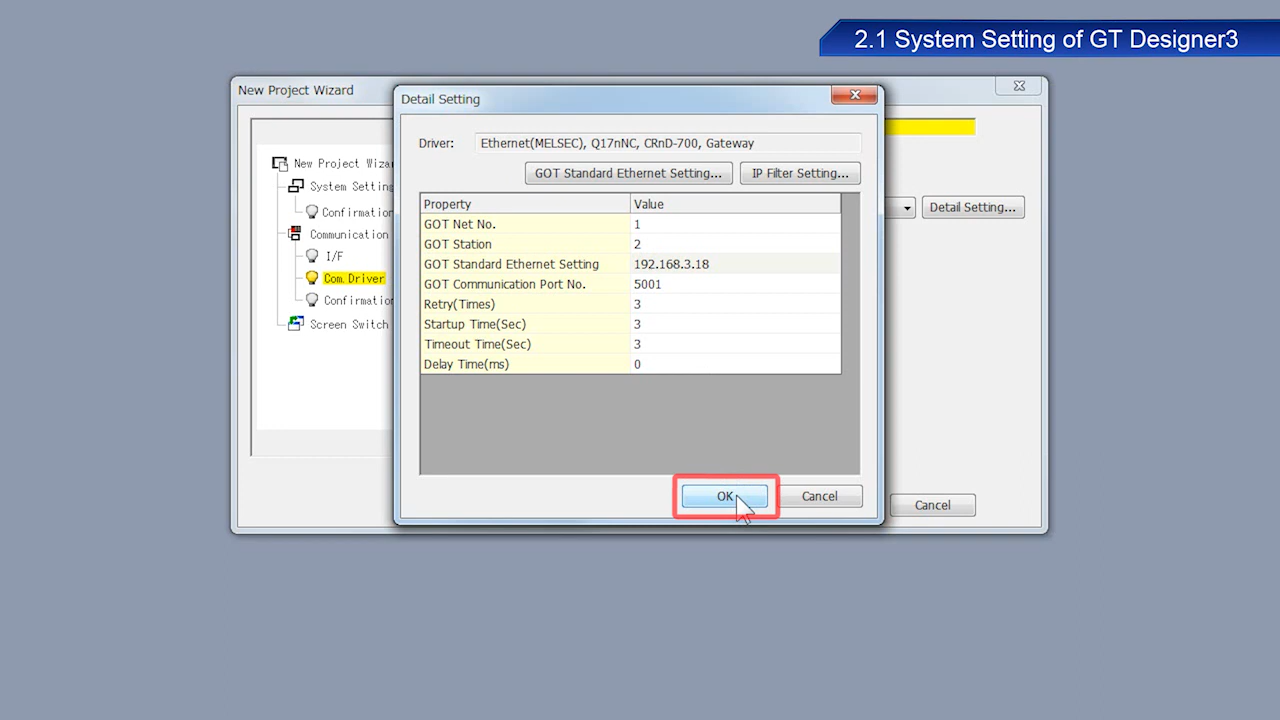 2.1 System Setting of GT Designer3
New Project Wizard
Detail Setting
Driver: Ethernet(MELSEC), Q17nNC, CRnD-700, Gateway
GOT Standard Ethernet Setting... IP Filter Setting...
New Project Wiza
System Setting
Confirmation
Communication
I/F
Com.Driver
Confirmation
Screen Switch
Detail Setting...
Property Value
GOT Net No. 1
GOT Station 2
GOT Standard Ethernet Setting 192.168.3.18
GOT Communication Port No. 5001
Retry(Times) 3
Startup Time(Sec) 3
Timeout Time(Sec) 3
Delay Time(ms) 0
OK Cancel
Cancel